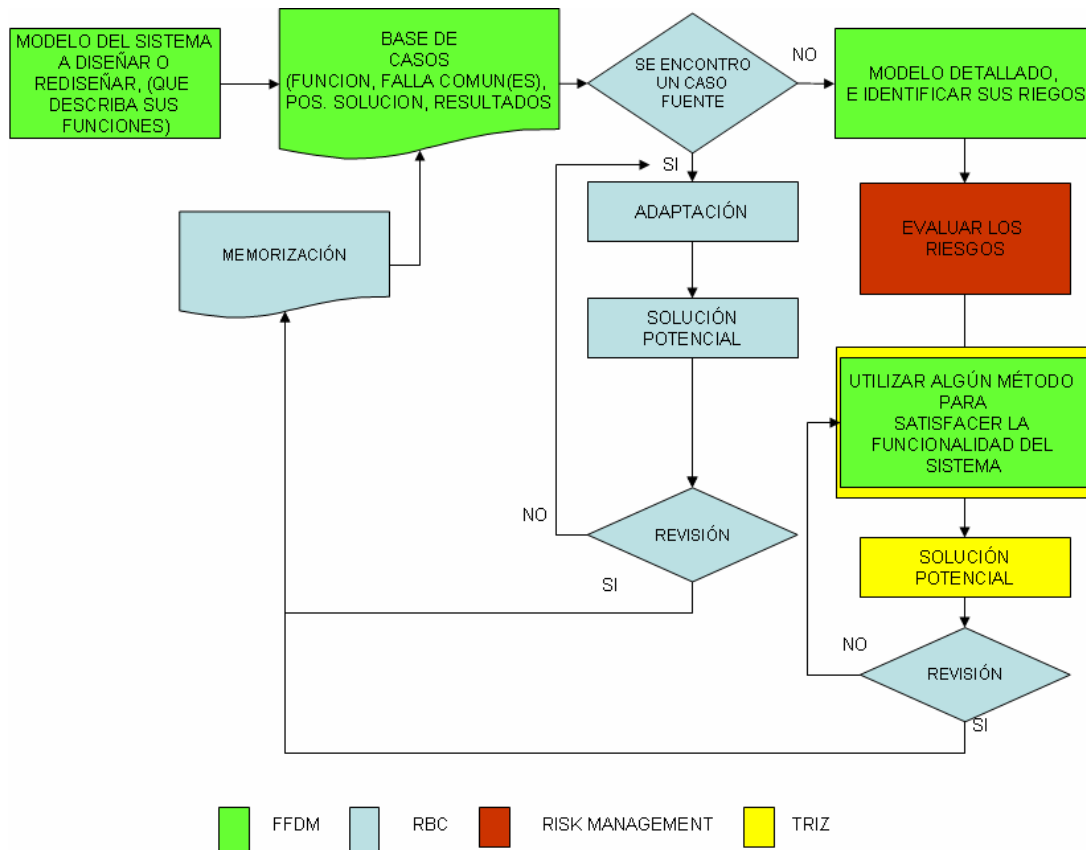 MODELO DEL SISTEMA
A DISEÑAR O
REDISEÑAR, (QUE
DESCRIBA SUS
FUNCIONES)
BASE DE
CASOS
(FUNCION, FALLA COMUN(ES),
POS. SOLUCION, RESULTADOS
SE ENCONTRO
UN CASO
FUENTE
NO
MODELO DETALLADO,
E IDENTIFICAR SUS RIEGOS
SI
MEMORIZACIÓN
ADAPTACIÓN
EVALUAR LOS
RIESGOS
SOLUCIÓN
POTENCIAL
UTILIZAR ALGÚN MÉTODO
PARA
SATISFACER LA
FUNCIONALIDAD DEL
SISTEMA
NO
REVISIÓN
SI
SOLUCIÓN
POTENCIAL
NO
REVISIÓN
SI
FFDM
RBC
RISK MANAGEMENT
TRIZ